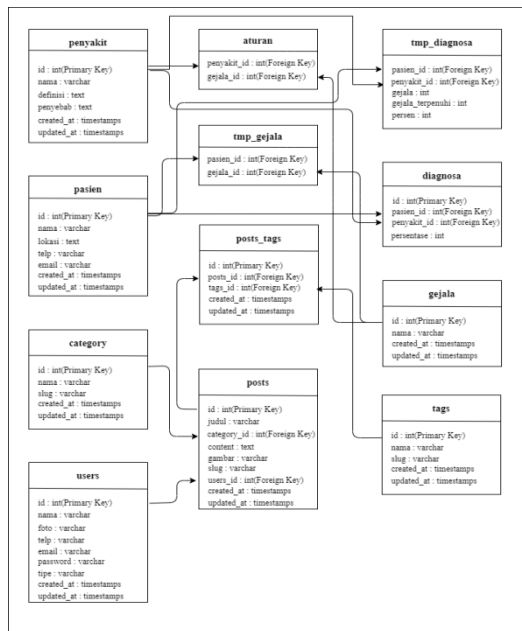 penyakit
id : int(Primary Key)
nama : varchar
definisi : text
penyebab : text
created_at : timestamps
updated_at : timestamps
aturan
penyakit_id : int(Foreign Key)
gejala_id : int(Foreign Key)
tmp_diagnosa
pasien_id : int(Foreign Key)
penyakit_id : int(Foreign Key)
gejala : int
gejala_terpenuhi : int
persen : int
tmp_gejala
pasien_id : int(Foreign Key)
gejala_id : int(Foreign Key)
pasien
id : int(Primary Key)
nama : varchar
lokasi : text
telp : varchar
email : varchar
created_at : timestamps
updated_at : timestamps
diagnosa
id : int(Primary Key)
pasien_id : int(Foreign Key)
penyakit_id : int(Foreign Key)
persentase : int
posts_tags
id : int(Primary Key)
posts_id : int(Foreign Key)
tags_id : int(Foreign Key)
created_at : timestamps
updated_at : timestamps
gejala
id : int(Primary Key)
nama : varchar
created_at : timestamps
updated_at : timestamps
category
id : int(Primary Key)
nama : varchar
slug : varchar
created_at : timestamps
updated_at : timestamps
posts
id : int(Primary Key)
judul : varchar
category_id : int(Foreign Key)
content : text
gambar : varchar
slug : varchar
users_id : int(Foreign Key)
created_at : timestamps
updated_at : timestamps
tags
id : int(Primary Key)
nama : varchar
slug : varchar
created_at : timestamps
updated_at : timestamps
users
id : int(Primary Key)
nama : varchar
foto : varchar
telp : varchar
email : varchar
password : varchar
tipe : varchar
created_at : timestamps
updated_at : timestamps